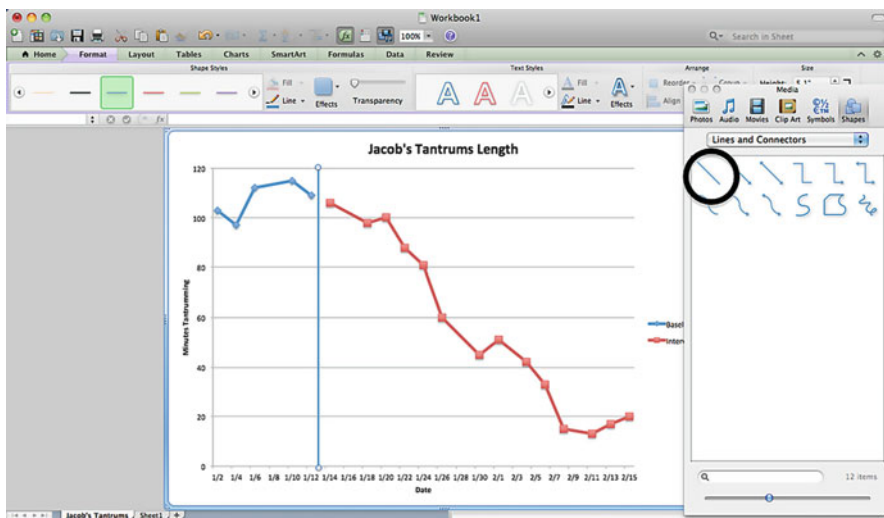 Workbook1
100%
Search in Sheet
Home Format Layout Tables Charts SmartArt Formulas Data Review
Shape Styles Text Styles Arrange Size
Fill
Line
Effects
Transparency
A A A
Fill
Line
A
Effects
Reorder
Align
Media
Photos Audio Movies Clip Art Symbols Shapes
fx
Lines and Connectors
Jacob's Tantrums Length
120
100
80
60
40
20
0
Minutes Tantrumming
1/2 1/4 1/6 1/8 1/10 1/12 1/14 1/16 1/18 1/20 1/22 1/24 1/26 1/28 1/30 2/1 2/3 2/5 2/7 2/9 2/11 2/13 2/15
Date
Basel
Interv
12 items
Jacob's Tantrums Sheet1 +